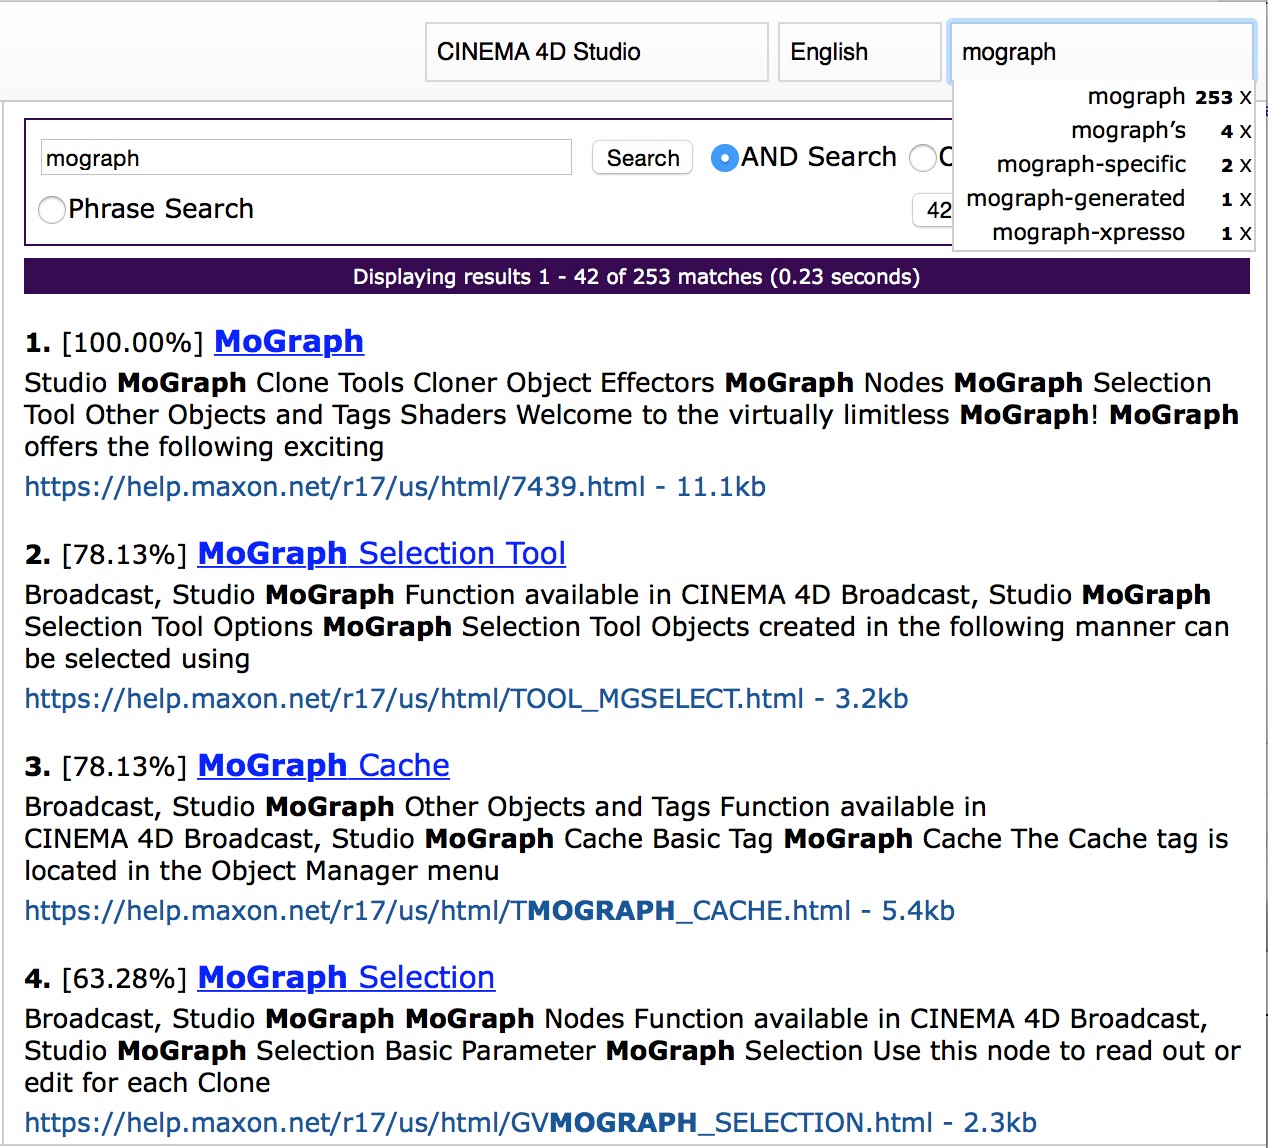 CINEMA 4D Studio English mograph
mograph 253 X
mograph's 4 X
mograph-specific 2 X
mograph-generated 1 X
mograph-xpresso 1 X
mograph Search AND Search
Phrase Search 42
Displaying results 1 - 42 of 253 matches (0.23 seconds)
1. [100.00%] MoGraph
Studio MoGraph Clone Tools Cloner Object Effectors MoGraph Nodes MoGraph Selection
Tool Other Objects and Tags Shaders Welcome to the virtually limitless MoGraph! MoGraph
offers the following exciting
https://help.maxon.net/r17/us/html/7439.html - 11.1kb
2. [78.13%] MoGraph Selection Tool
Broadcast, Studio MoGraph Function available in CINEMA 4D Broadcast, Studio MoGraph
Selection Tool Options MoGraph Selection Tool Objects created in the following manner can
be selected using
https://help.maxon.net/r17/us/html/TOOL_MGSELECT.html - 3.2kb
3. [78.13%] MoGraph Cache
Broadcast, Studio MoGraph Other Objects and Tags Function available in
CINEMA 4D Broadcast, Studio MoGraph Cache Basic Tag MoGraph Cache The Cache tag is
located in the Object Manager menu
https://help.maxon.net/r17/us/html/TMOGRAPH_CACHE.html - 5.4kb
4. [63.28%] MoGraph Selection
Broadcast, Studio MoGraph MoGraph Nodes Function available in CINEMA 4D Broadcast,
Studio MoGraph Selection Basic Parameter MoGraph Selection Use this node to read out or
edit for each Clone
https://help.maxon.net/r17/us/html/GVMOGRAPH_SELECTION.html - 2.3kb